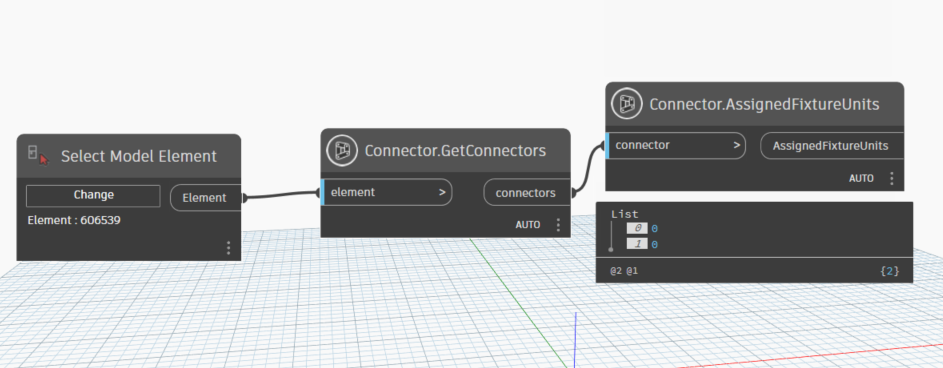 Select Model Element
Change
Element
Element : 606539
Connector.GetConnectors
element >
connectors
AUTO
Connector.AssignedFixtureUnits
connector >
AssignedFixtureUnits
AUTO
List
0 0
1 0
@2 @1 {2}